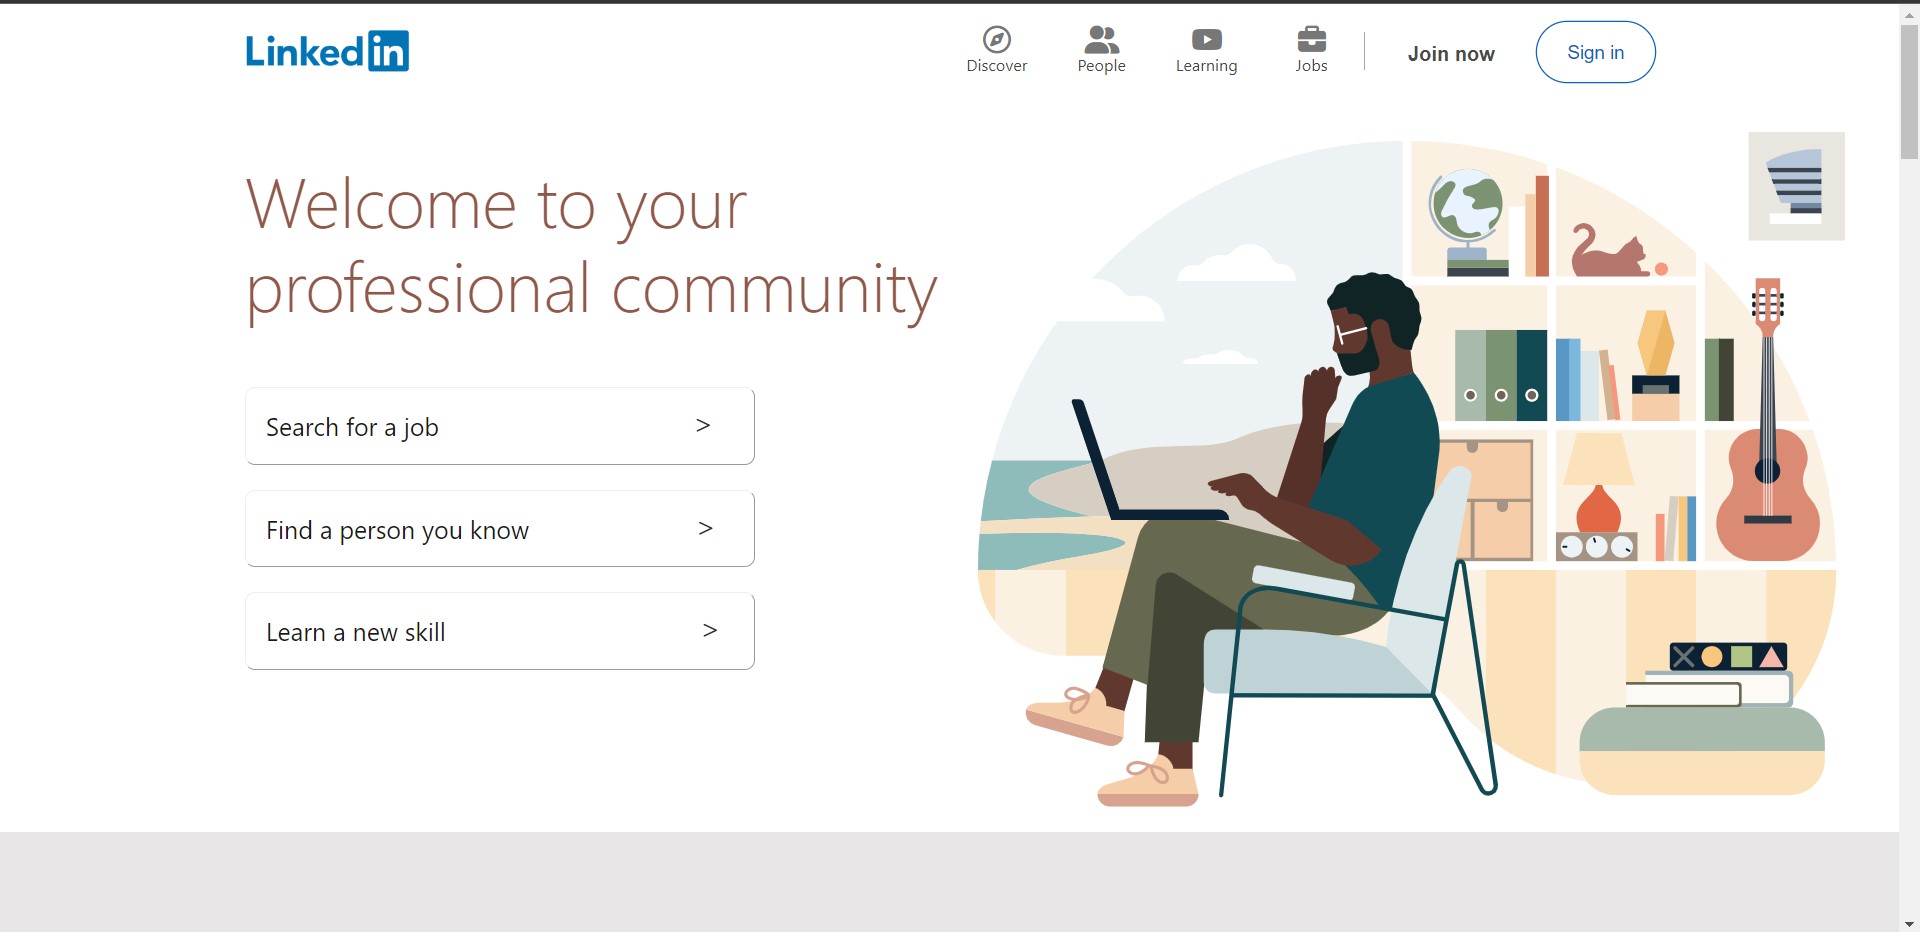 Linkedin
Discover
People
Learning
Jobs
Join now
Sign in
Welcome to your
professional community
Search for a job >
Find a person you know >
Learn a new skill >